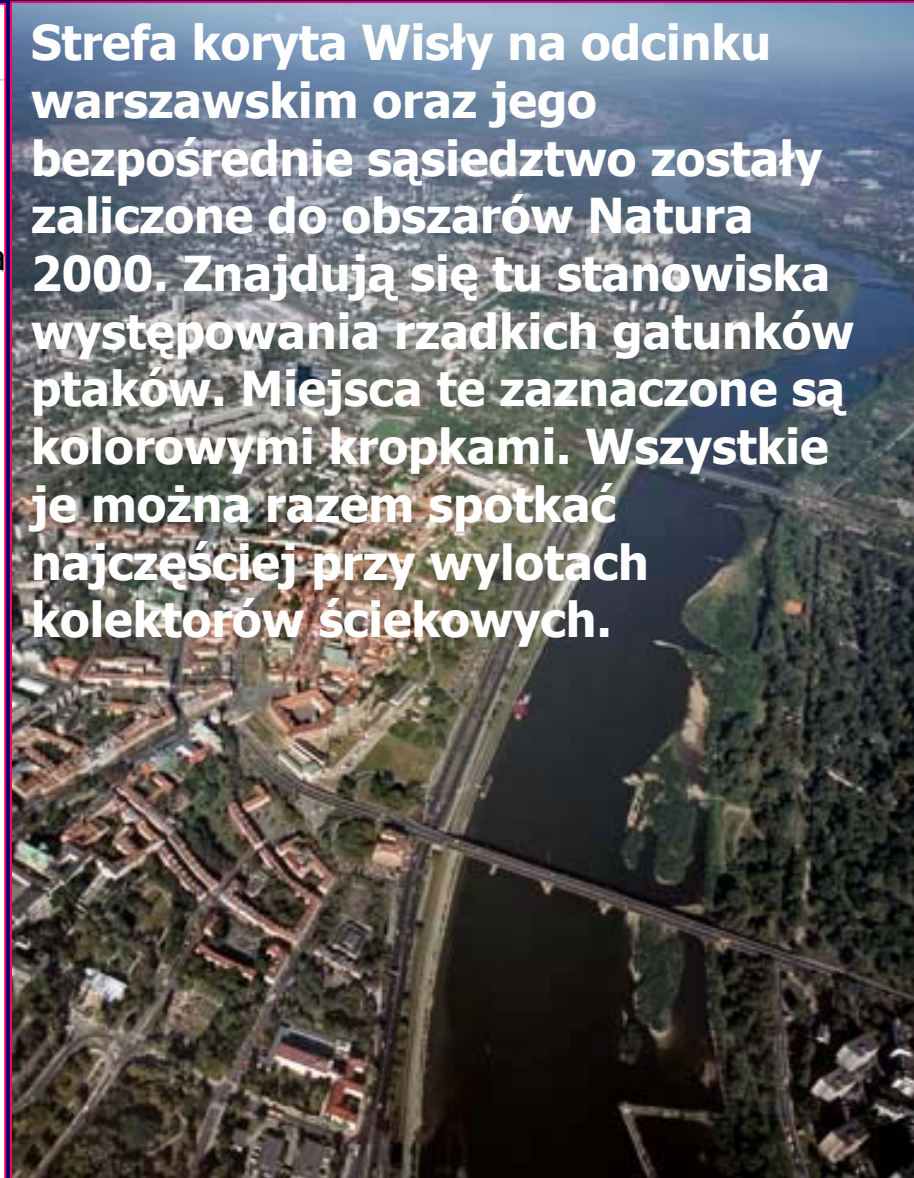 Strefa koryta Wisły na odcinku
warszawskim oraz jego
bezpośrednie sąsiedztwo zostały
zaliczone do obszarów Natura
2000. Znajdują się tu stanowiska
występowania rzadkich gatunków
ptaków. Miejsca te zaznaczone są
kolorowymi kropkami. Wszystkie
je można razem spotkać
najczęściej przy wylotach
kolektorów ściekowych.